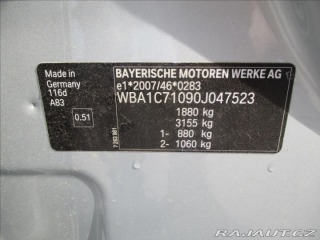 Made in
Germany
116d
A83
0.51
BAYERISCHE MOTOREN WERKE AG
e1*2007/46*0283
WBA1C71090J047523
1880 kg
3155 kg
1- 880 kg
2- 1060 kg
RAJAUT.CZ